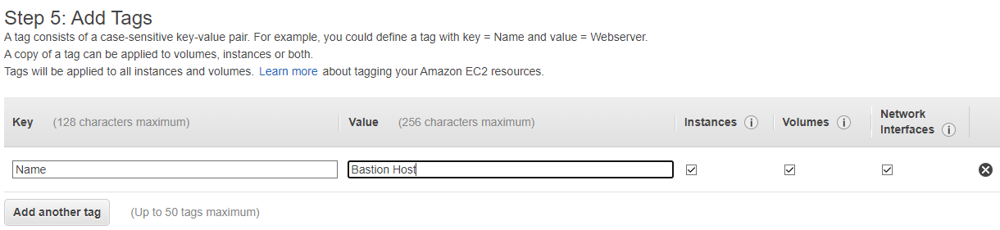 Step 5: Add Tags
A tag consists of a case-sensitive key-value pair. For example, you could define a tag with key = Name and value = Webserver.
A copy of a tag can be applied to volumes, instances or both.
Tags will be applied to all instances and volumes. Learn more about tagging your Amazon EC2 resources.
Key (128 characters maximum) Value (256 characters maximum) Instances i Volumes i Network Interfaces i
Name Bastion Host
Add another tag (Up to 50 tags maximum)